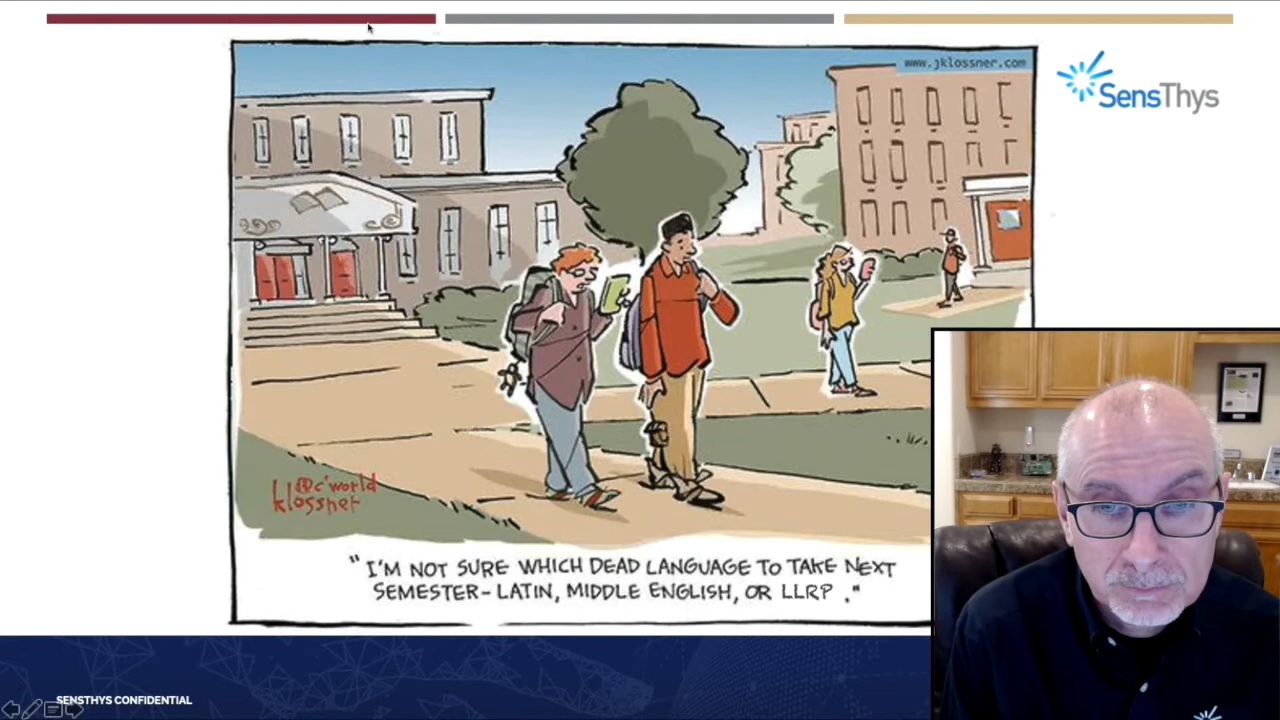 www.jklossner.com
SensThys
@c'world
klossner
"I'M NOT SURE WHICH DEAD LANGUAGE TO TAKE NEXT
SEMESTER-LATIN, MIDDLE ENGLISH, OR LLRP ."
SENSTHYS CONFIDENTIAL